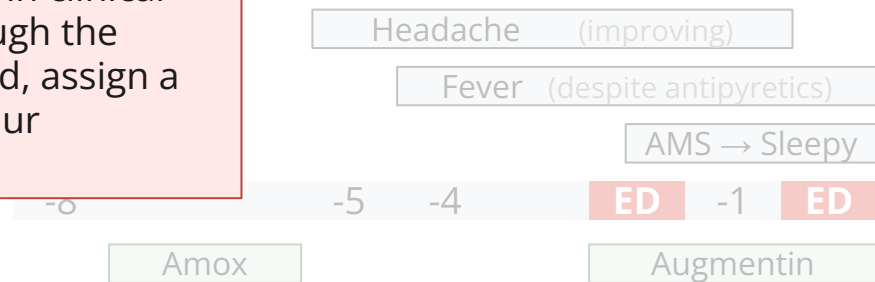 ugh the
d, assign a
ur
Headache (improving)
Fever (despite antipyretics)
AMS → Sleepy
-5 -4 ED -1 ED
Amox Augmentin